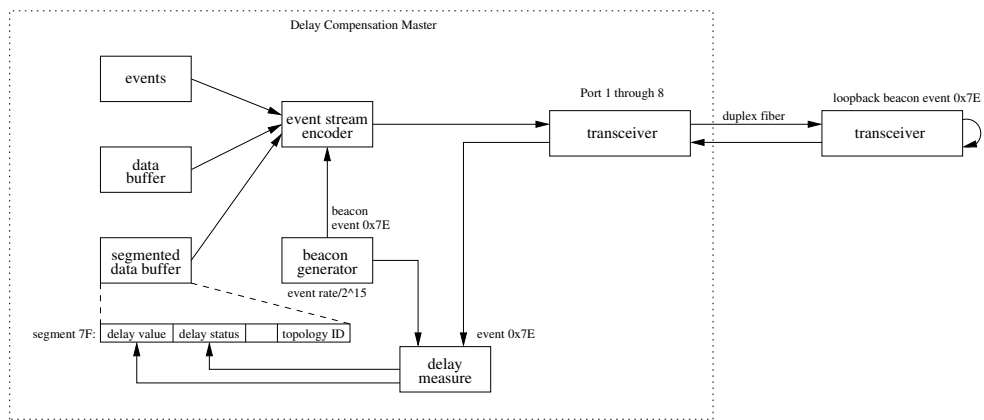 Delay Compensation Master
events
event stream
encoder
Port 1 through 8
transceiver
duplex fiber
loopback beacon event 0x7E
transceiver
data
buffer
beacon
event 0x7E
segmented
data buffer
beacon
generator
event rate/2^15
segment 7F:
delay value
delay status
topology ID
event 0x7E
delay
measure